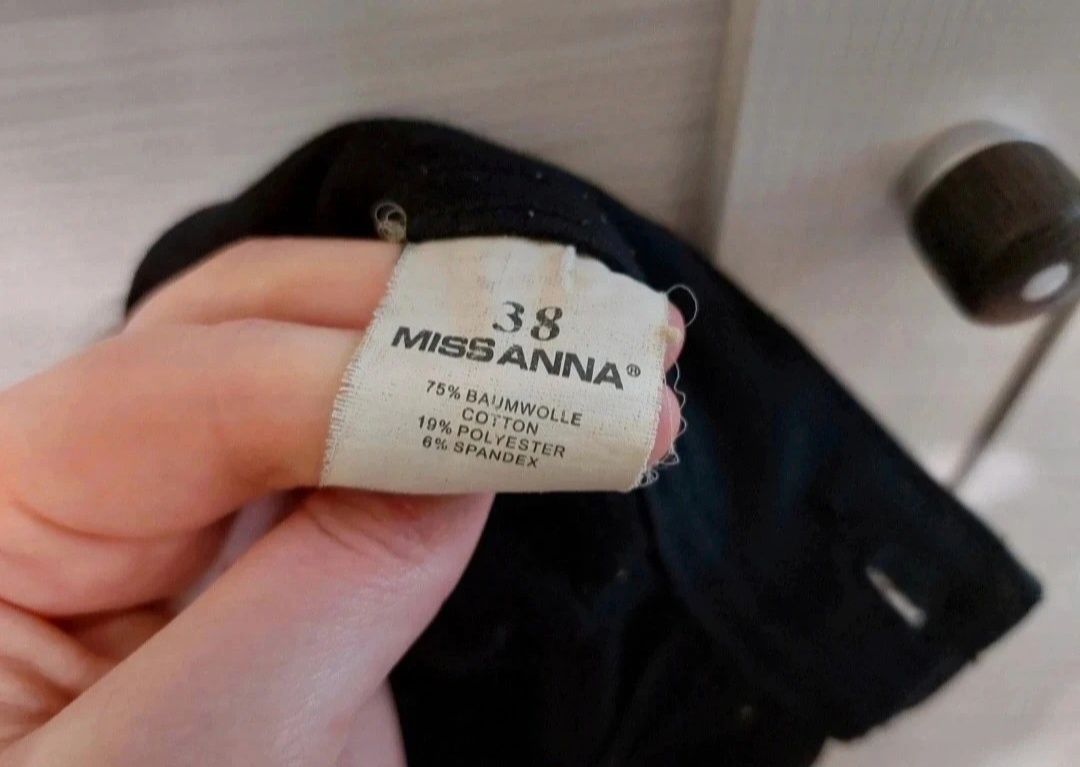 38
MISS ANNA®
75% BAUMWOLLE
COTTON
19% POLYESTER
6% SPANDEX